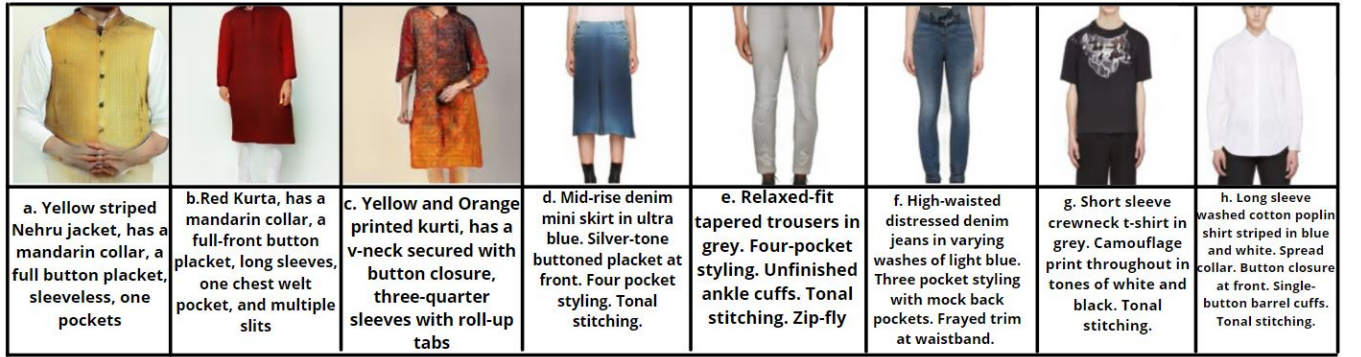 a. Yellow striped
Nehru jacket, has a
mandarin collar, a
full button placket,
sleeveless, one
pockets
b.Red Kurta, has a
mandarin collar, a
full-front button
placket, long sleeves,
one chest welt
pocket, and multiple
slits
c. Yellow and Orange
printed kurti, has a
v-neck secured with
button closure,
three-quarter
sleeves with roll-up
tabs
d. Mid-rise denim
mini skirt in ultra
blue. Silver-tone
buttoned placket at
front. Four pocket
styling. Tonal
stitching.
e. Relaxed-fit
tapered trousers in
grey. Four-pocket
styling. Unfinished
ankle cuffs. Tonal
stitching. Zip-fly
f. High-waisted
distressed denim
jeans in varying
washes of light blue.
Three pocket styling
with mock back
pockets. Frayed trim
at waistband.
g. Short sleeve
crewneck t-shirt in
grey. Camouflage
print throughout in
tones of white and
black. Tonal
stitching.
h. Long sleeve
washed cotton poplin
shirt striped in blue
and white. Spread
collar. Button closure
at front. Single-
button barrel cuffs.
Tonal stitching.